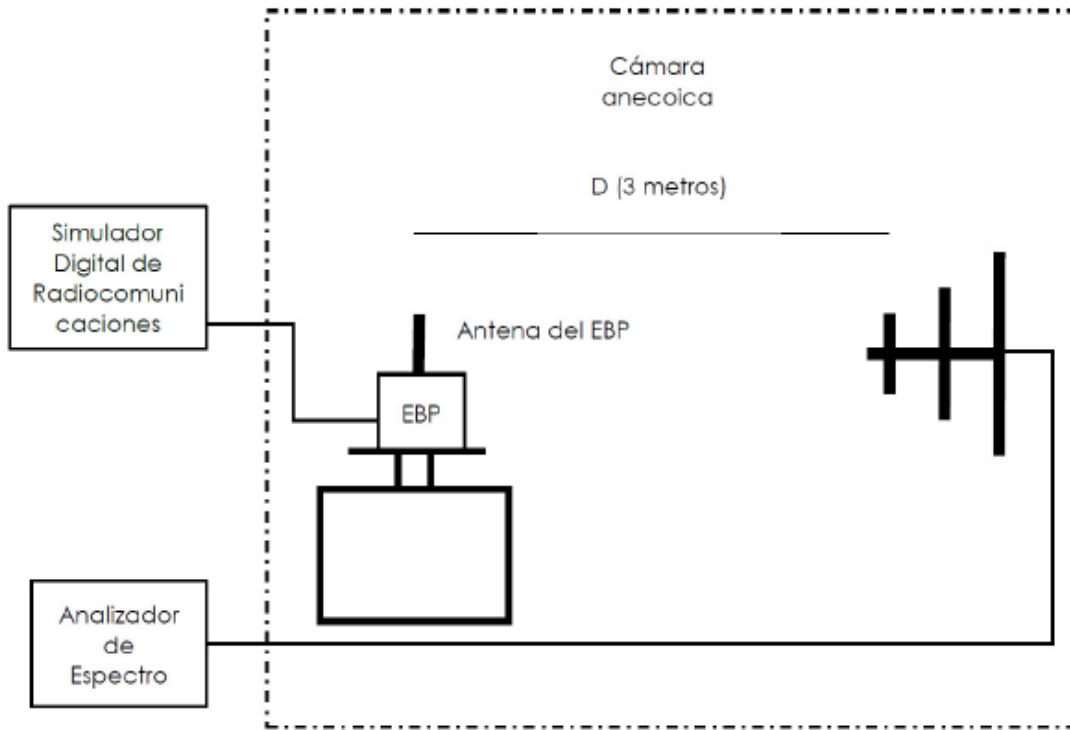 Cámara
anecoica
D (3 metros)
Simulador
Digital de
Radiocomuni
caciones
Antena del EBP
EBP
Analizador
de
Espectro